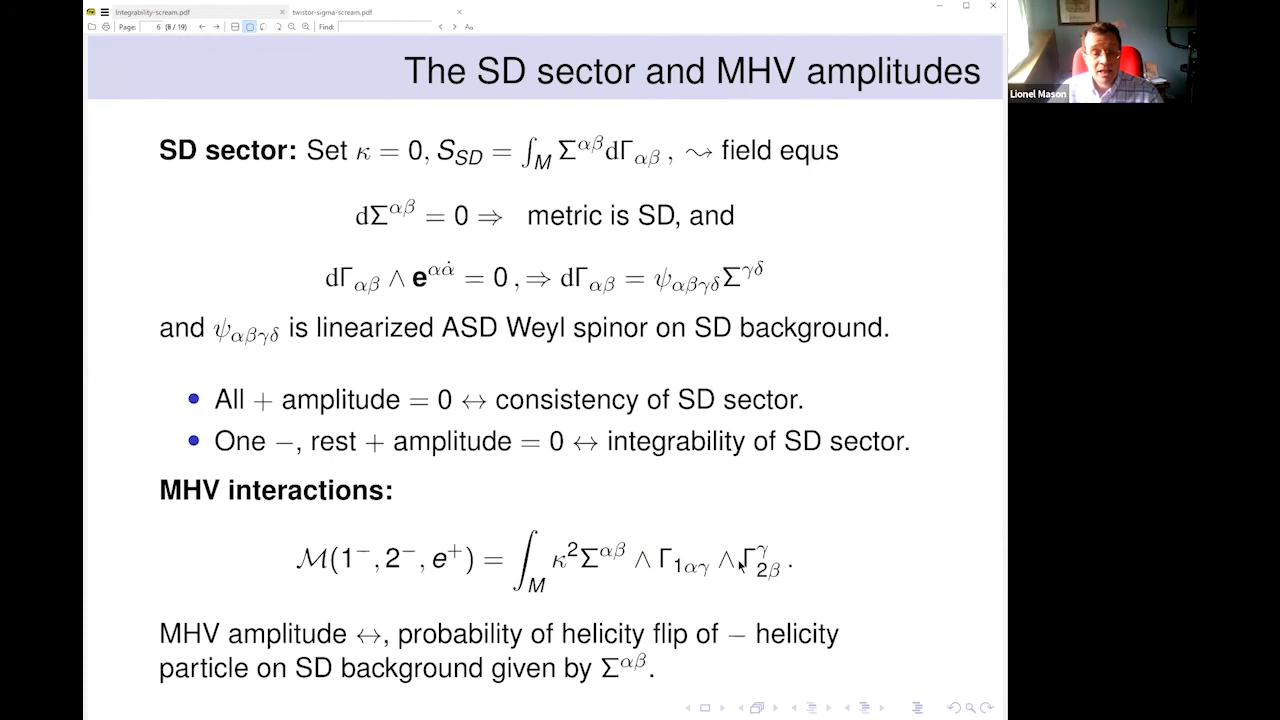 Integrability-scream.pdf
twistor-sigma-scream.pdf
Page: 6 (8 / 19)
Find:
The SD sector and MHV amplitudes
Lionel Mason
SD sector: Set κ = 0, S_{SD} = ∫_M Σ^{αβ}dΓ_{αβ} , ⇝ field equs
dΣ^{αβ} = 0 ⇒ metric is SD, and
dΓ_{αβ} ∧ e^{αα̇} = 0 , ⇒ dΓ_{αβ} = ψ_{αβγδ}Σ^{γδ}
and ψ_{αβγδ} is linearized ASD Weyl spinor on SD background.
• All + amplitude = 0 ↔ consistency of SD sector.
• One −, rest + amplitude = 0 ↔ integrability of SD sector.
MHV interactions:
ℳ(1⁻, 2⁻, e⁺) = ∫_M κ²Σ^{αβ} ∧ Γ_{1αγ} ∧ Γ^γ_{2β} .
MHV amplitude ↔, probability of helicity flip of − helicity
particle on SD background given by Σ^{αβ}.